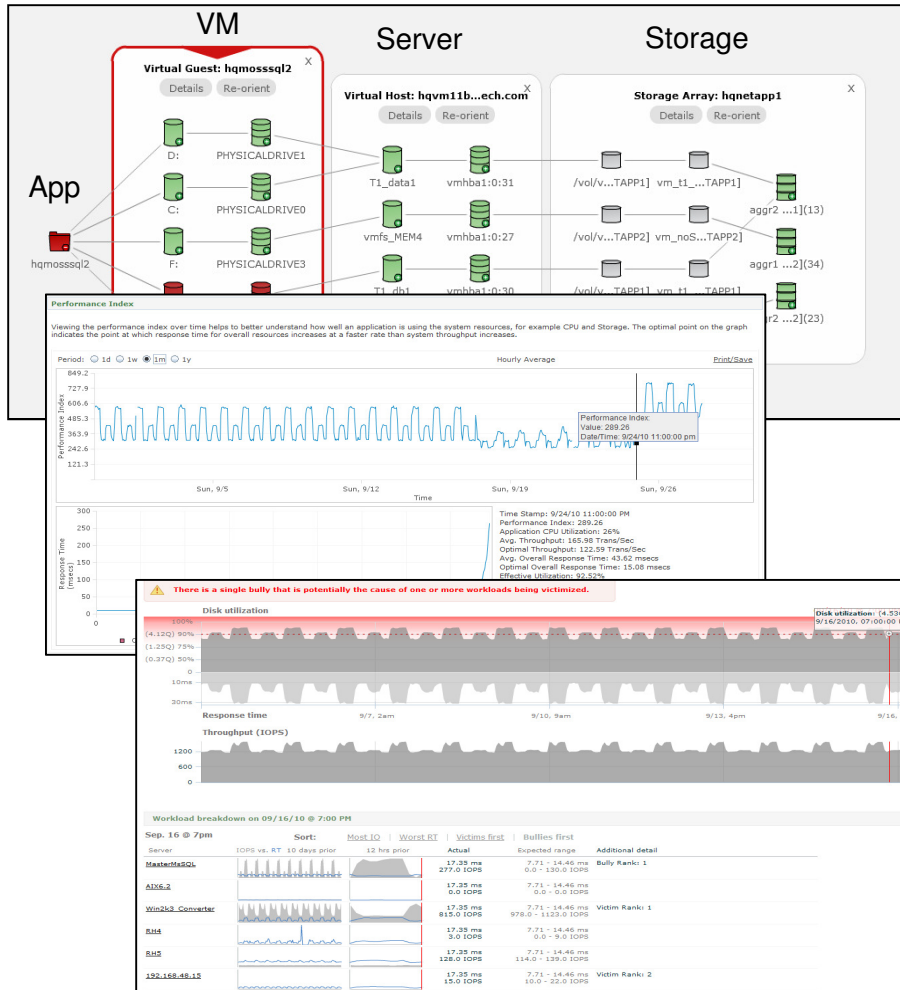 VM
Server
Storage
App
Virtual Guest: hqmosssql2
X
Details
Re-orient
Virtual Host: hqvm11b...ech.com
X
Details
Re-orient
Storage Array: hqnetapp1
X
Details
Re-orient
D:
PHYSICALDRIVE1
T1_data1
vmhba1:0:31
/vol/v...TAPP1]
vm_t1_...TAPP1]
aggr2 ...1](13)
C:
PHYSICALDRIVE0
vmfs_MEM4
vmhba1:0:27
/vol/v...TAPP2]
vm_noS...TAPP2]
aggr1 ...2](34)
hqmosssql2
F:
PHYSICALDRIVE3
T1_db1
vmhba1:0:30
/vol/v...TAPP1]
vm_t1_...TAPP1]
...2](23)
Performance Index
Viewing the performance index over time helps to better understand how well an application is using the system resources, for example CPU and Storage. The optimal point on the graph
indicates the point at which response time for overall resources increases at a faster rate than system throughput increases.
Period: 1d 1w 1m 1y
Hourly Average
Print/Save
849.2
727.9
606.6
485.3
363.9
242.6
121.3
Performance Index
Performance Index
Value: 289.26
Date/Time: 9/24/10 11:00:00 pm
Sun, 9/5
Sun, 9/12
Sun, 9/19
Sun, 9/26
Time
300
250
200
150
100
50
0
0
Response Time
(msecs)
Time Stamp: 9/24/10 11:00:00 PM
Performance Index: 289.26
Application CPU Utilization: 26%
Avg. Throughput: 165.98 Trans/Sec
Optimal Throughput: 122.59 Trans/Sec
Avg. Overall Response Time: 43.62 msecs
Optimal Overall Response Time: 15.08 msecs
Effective Utilization: 92.52%
There is a single bully that is potentially the cause of one or more workloads being victimized.
Disk utilization
Disk utilization: (4.53
9/16/2010, 07:00:00
100%
(4.12Q) 90%
(1.25Q) 75%
(0.37Q) 50%
0
10ms
Response time
9/7, 2am
9/10, 9am
9/13, 4pm
9/16,
Throughput (IOPS)
1200
600
0
Workload breakdown on 09/16/10 @ 7:00 PM
Sep. 16 @ 7pm
Sort:
Most IO | Worst RT | Victims first | Bullies first
Server
IOPS vs. RT 10 days prior
12 hrs prior
Actual
Expected range
Additional detail
MasterMsSQL
17.35 ms
7.71 - 14.46 ms
Bully Rank: 1
277.0 IOPS
0.0 - 130.0 IOPS
AIX6.2
17.35 ms
7.71 - 14.46 ms
0.0 IOPS
0.0 - 0.0 IOPS
Win2k3 Converter
17.35 ms
7.71 - 14.46 ms
Victim Rank: 1
815.0 IOPS
978.0 - 1123.0 IOPS
RH4
17.35 ms
7.71 - 14.46 ms
3.0 IOPS
0.0 - 9.0 IOPS
RH5
17.35 ms
7.71 - 14.46 ms
128.0 IOPS
114.0 - 139.0 IOPS
192.168.48.15
17.35 ms
7.71 - 14.46 ms
Victim Rank: 2
15.0 IOPS
10.0 - 22.0 IOPS